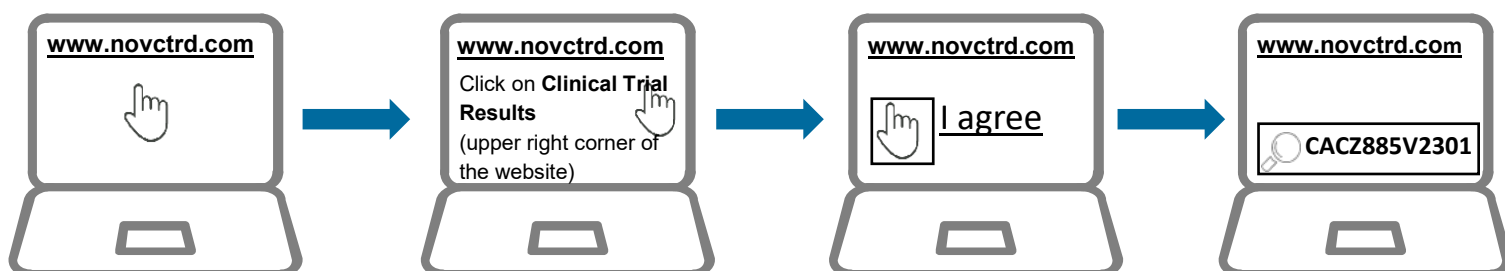 www.novctrd.com
www.novctrd.com
Click on Clinical Trial
Results
(upper right corner of
the website)
www.novctrd.com
I agree
www.novctrd.com
CACZ885V2301